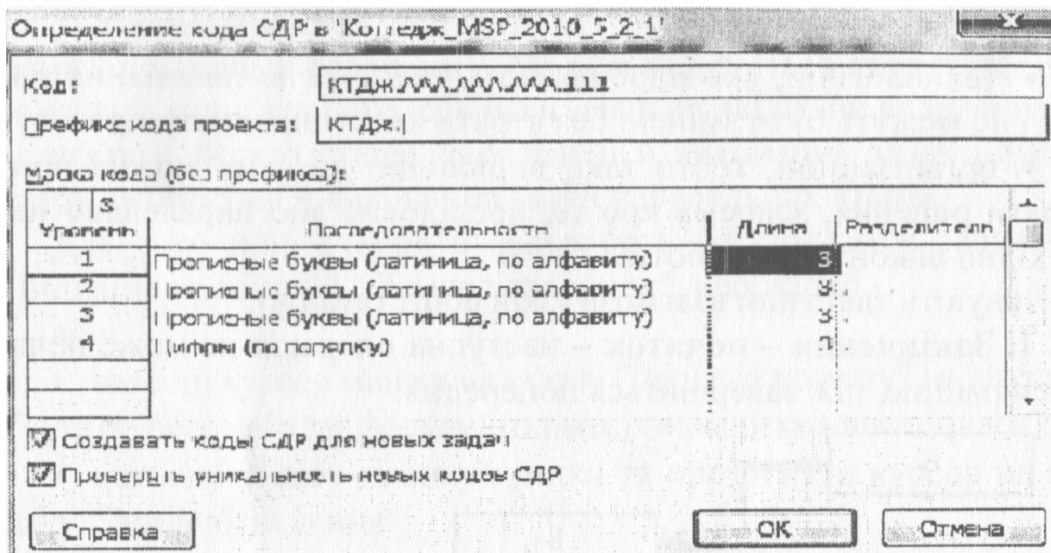 Определение кода СДР в 'Коттедж_MSP_2010_5_2_1'
Код: КТДж.AAA.AAA.AAA.111
Префикс кода проекта: КТДж.
Маска кода (без префикса):
3
Уровень Последовательность Длина Разделитель
1 Прописные буквы (латиница, по алфавиту) 3
2 Прописные буквы (латиница, по алфавиту) 3
3 Прописные буквы (латиница, по алфавиту) 3
4 Цифры (по порядку) 3
Создавать коды СДР для новых задач
Проверять уникальность новых кодов СДР
Справка OK Отмена